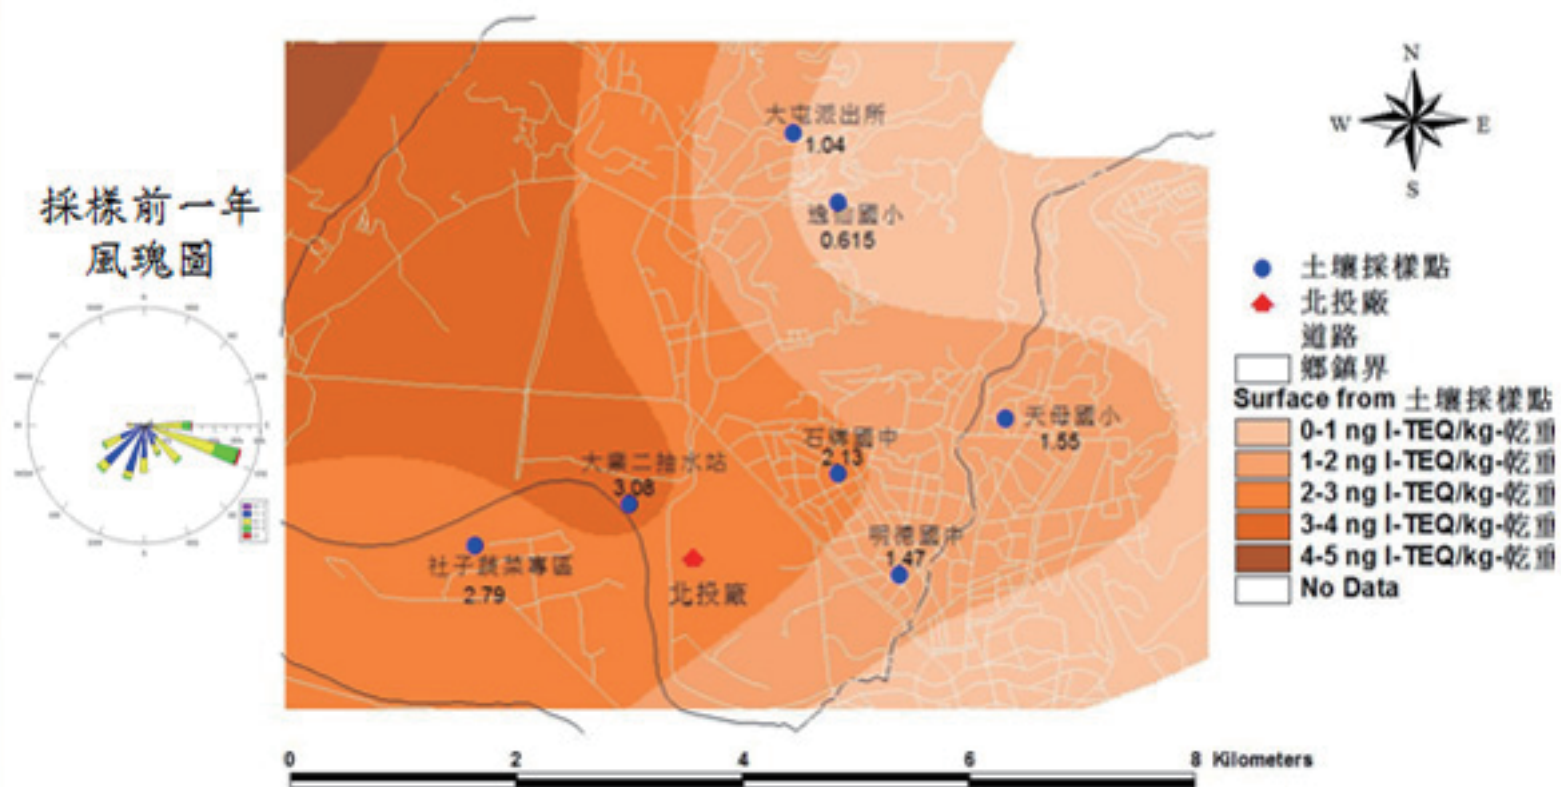 採樣前一年
風瑰圖
大屯派出所
1.04
逸仙國小
0.615
天母國小
1.55
石牌國中
2.13
大業二抽水站
3.08
明德國中
1.47
社子蔬菜專區
2.79
北投廠
N
W
E
S
土壤採樣點
北投廠
道路
鄉鎮界
Surface from 土壤採樣點
0-1 ng I-TEQ/kg-乾重
1-2 ng I-TEQ/kg-乾重
2-3 ng I-TEQ/kg-乾重
3-4 ng I-TEQ/kg-乾重
4-5 ng I-TEQ/kg-乾重
No Data
0 2 4 6 8 Kilometers